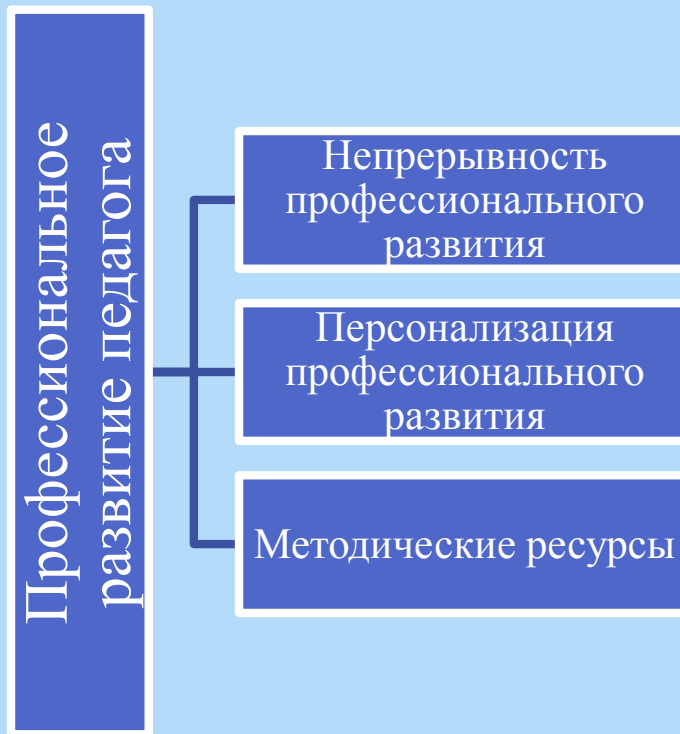 Профессиональное
развитие педагога
Непрерывность
профессионального
развития
Персонализация
профессионального
развития
Методические ресурсы